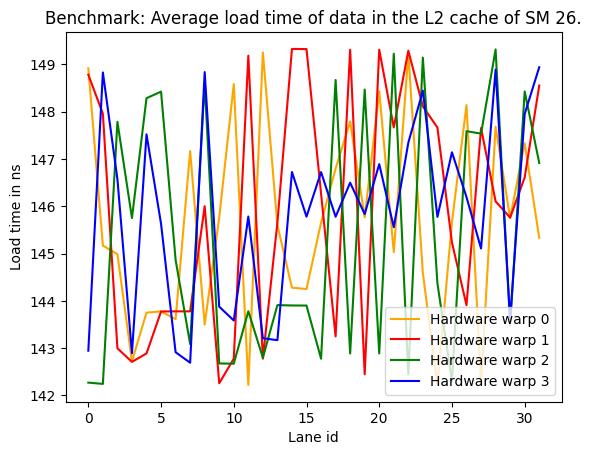 Benchmark: Average load time of data in the L2 cache of SM 26.
149
148
147
146
145
144
143
142
Load time in ns
Hardware warp 0
Hardware warp 1
Hardware warp 2
Hardware warp 3
0 5 10 15 20 25 30
Lane id